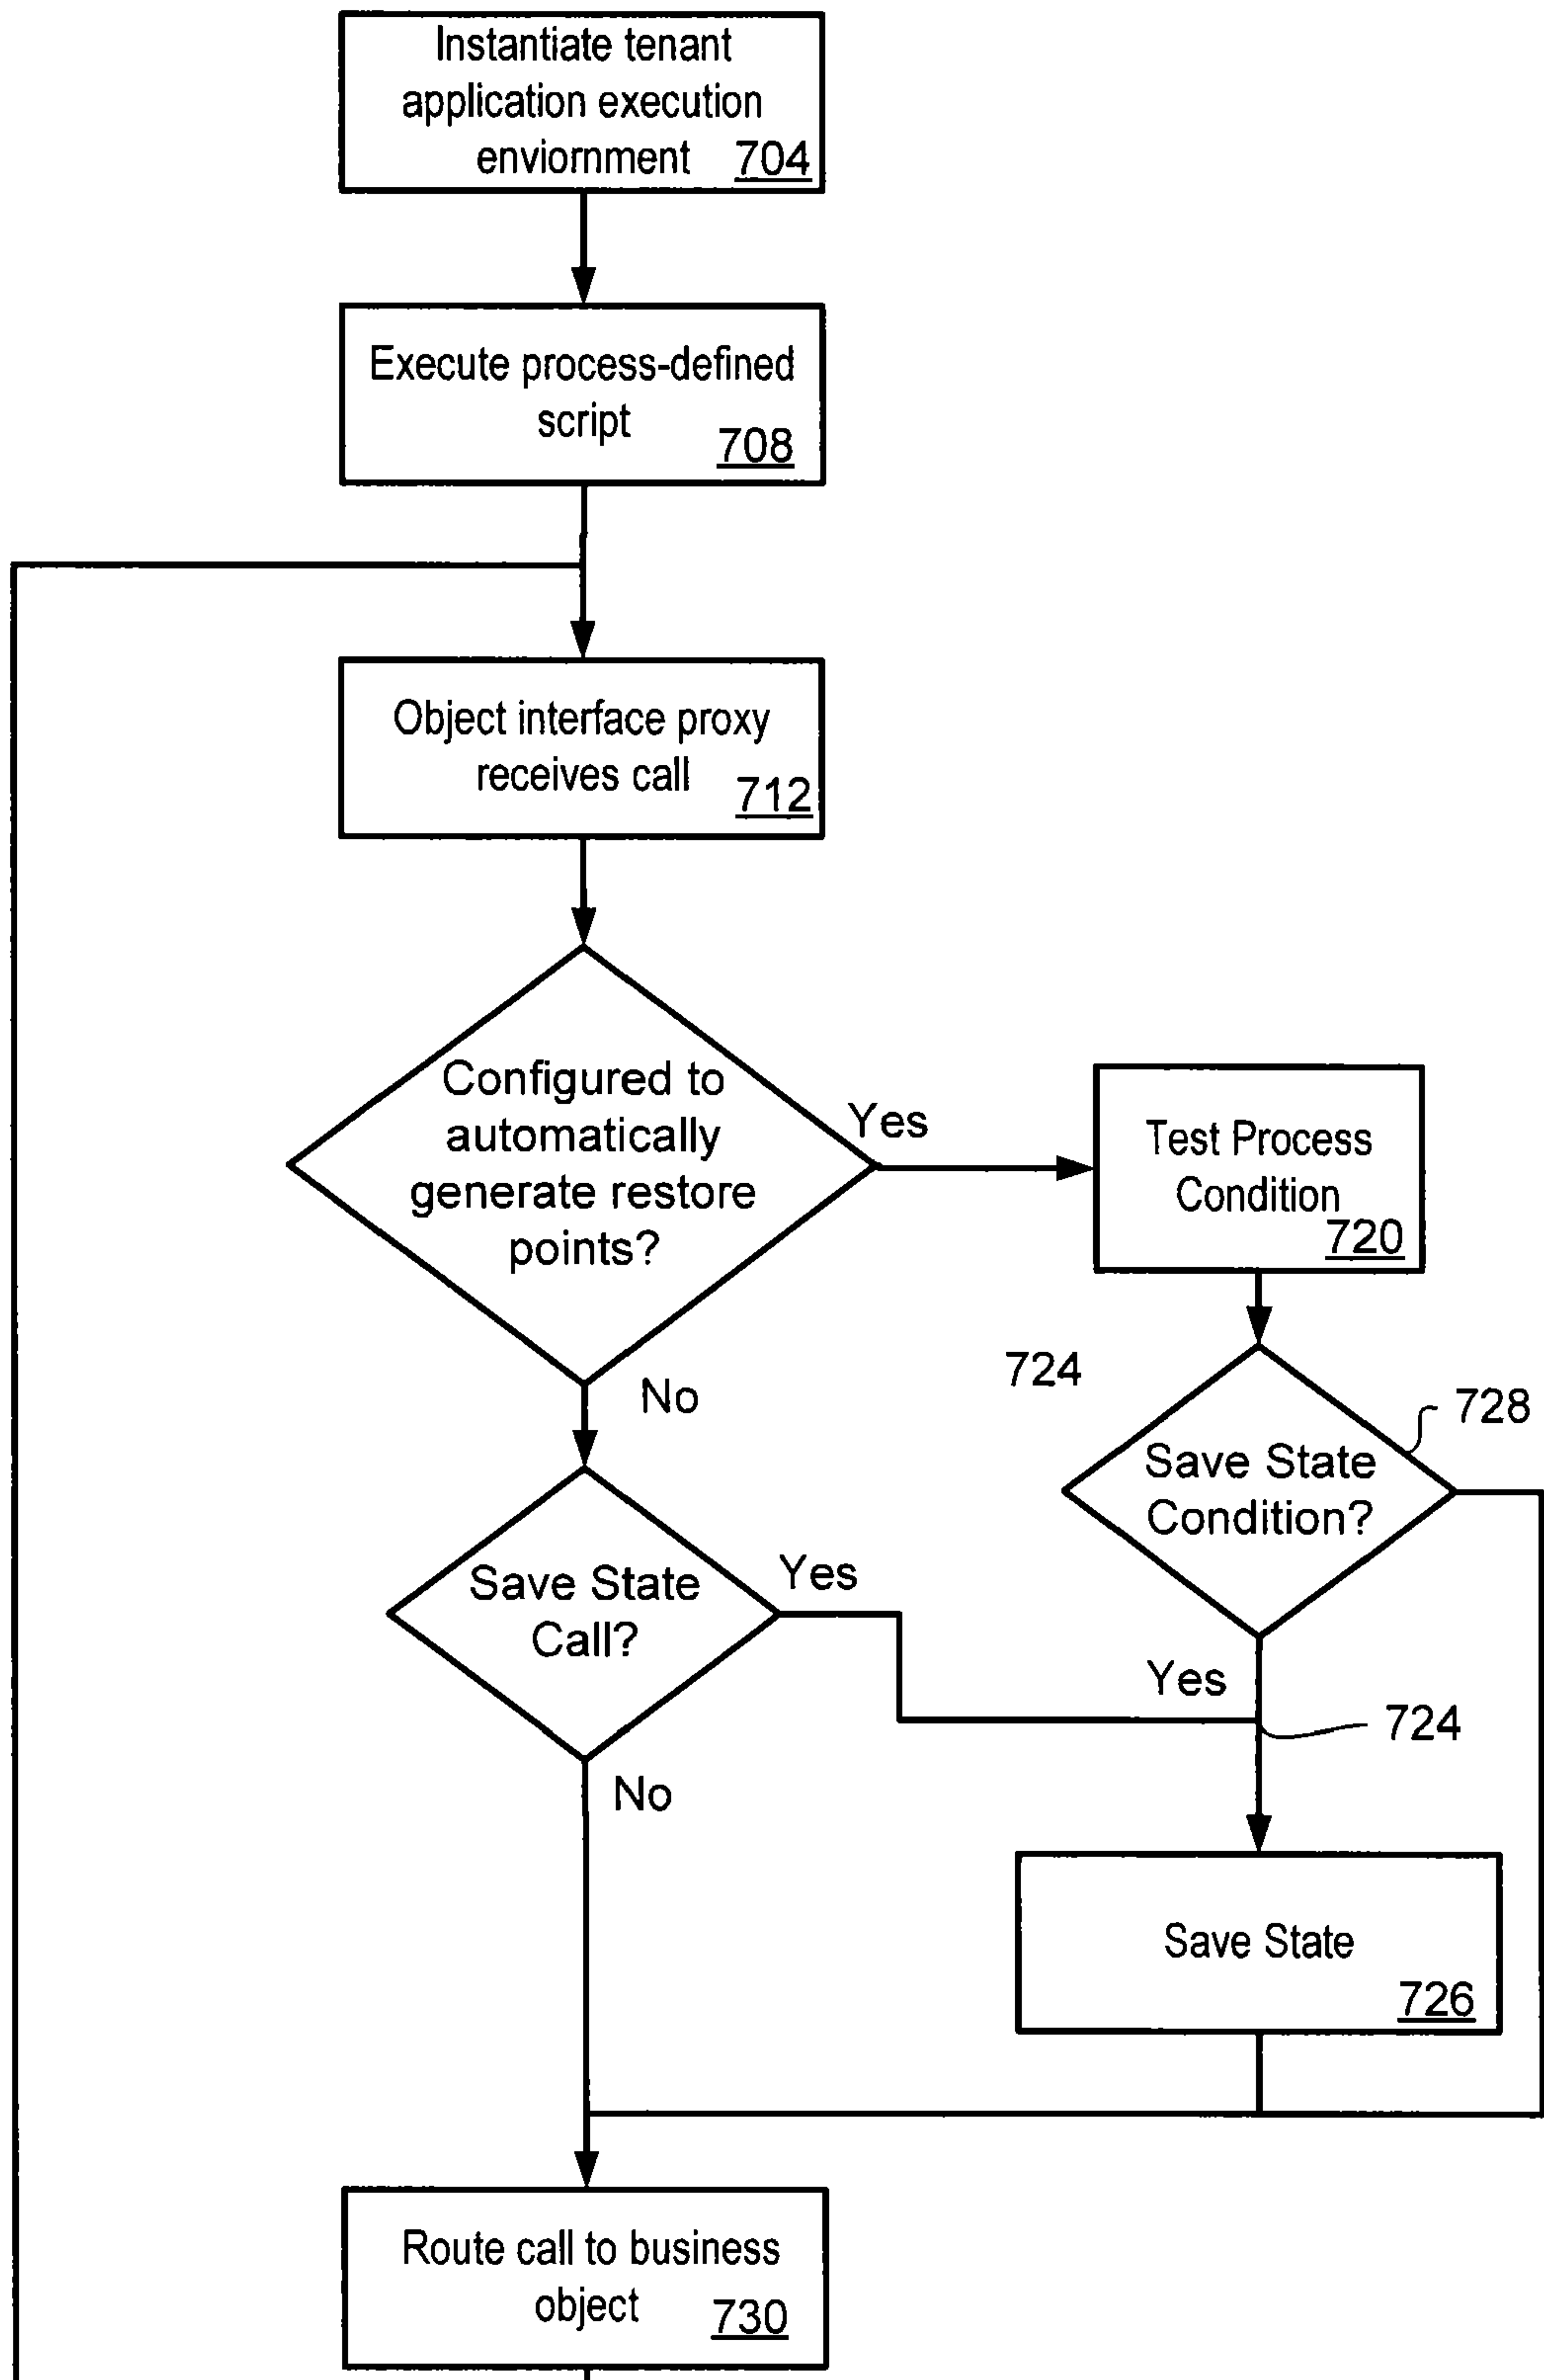 Instantiate tenant
application execution
enviornment 704
Execute process-defined
script 708
Object interface proxy
receives call 712
Configured to
automatically
generate restore
points?
Yes
No
Test Process
Condition
720
724
728
Save State
Condition?
Save State
Call?
Yes
Yes
724
No
Save State
726
Route call to business
object 730